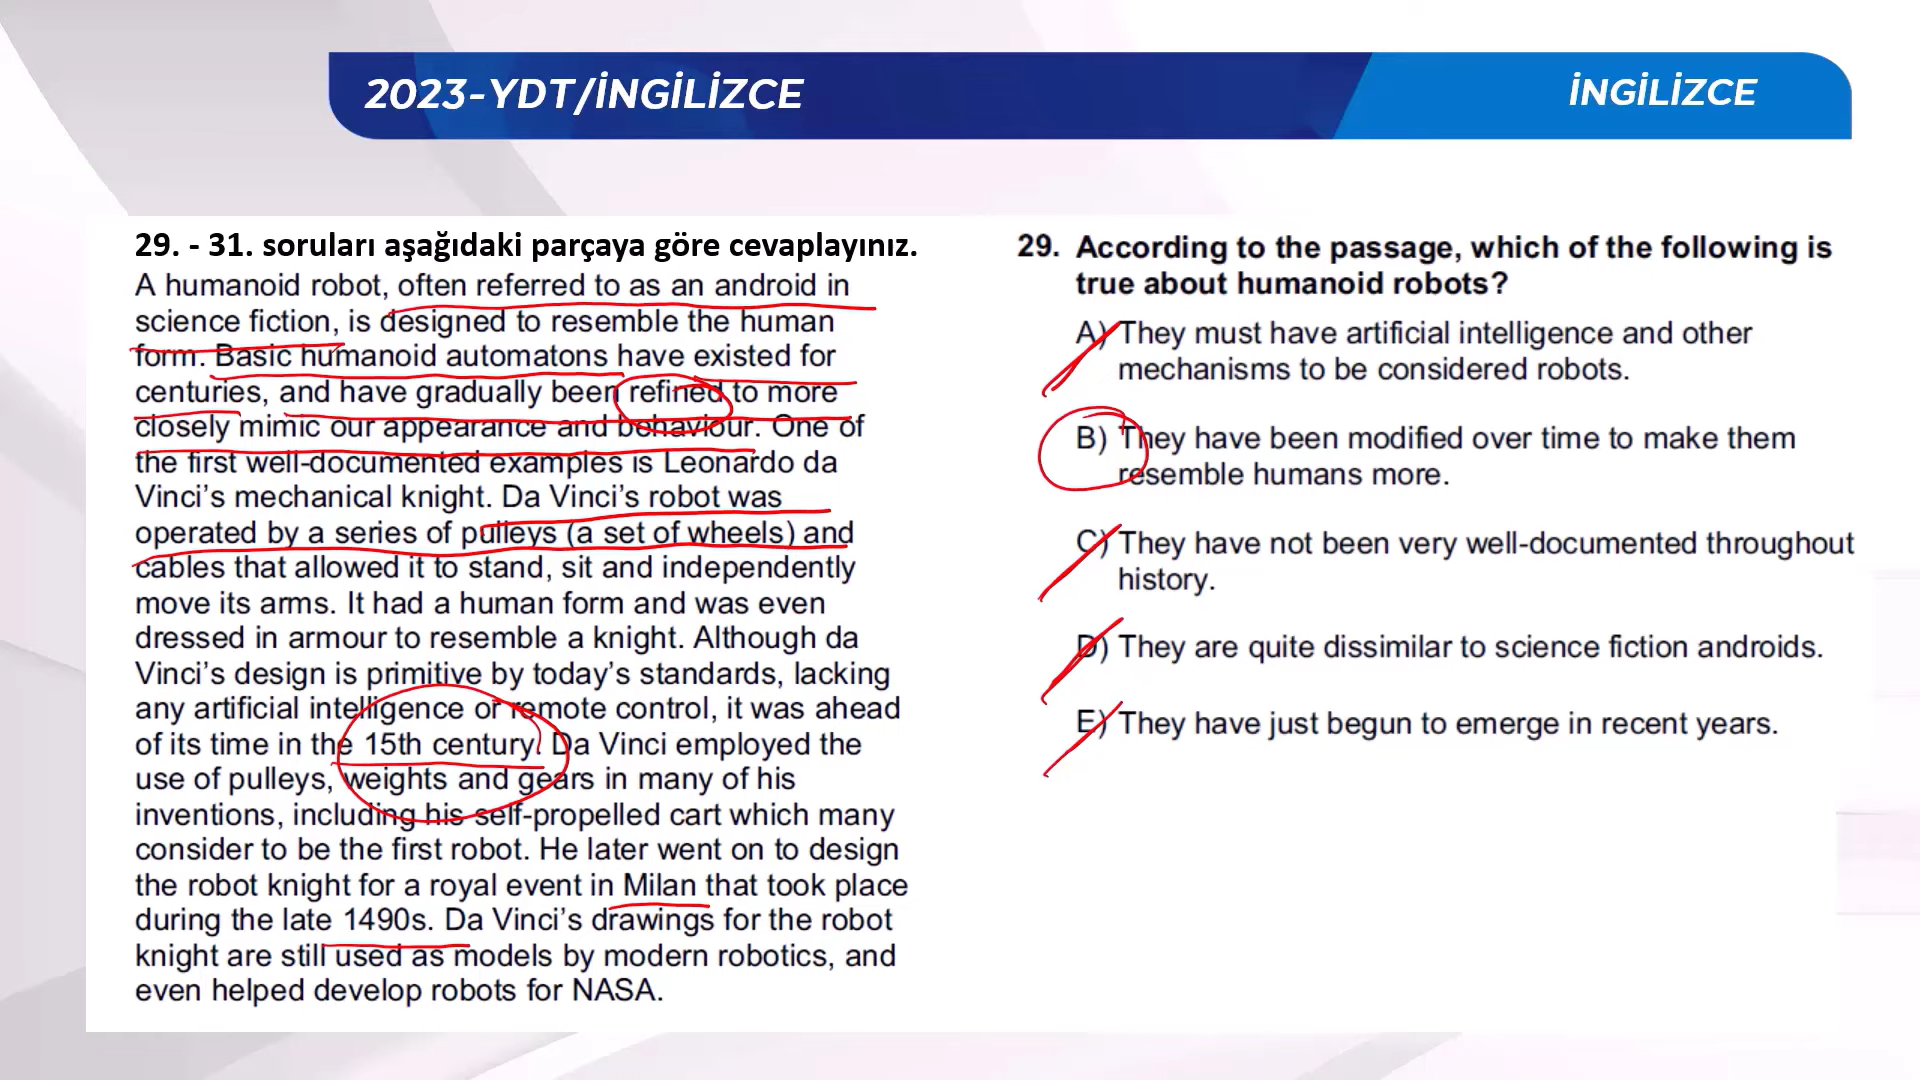 2023-YDT/İNGİLİZCE
İNGİLİZCE
29. - 31. soruları aşağıdaki parçaya göre cevaplayınız.
A humanoid robot, often referred to as an android in
science fiction, is designed to resemble the human
form. Basic humanoid automatons have existed for
centuries, and have gradually been refined to more
closely mimic our appearance and behaviour. One of
the first well-documented examples is Leonardo da
Vinci's mechanical knight. Da Vinci's robot was
operated by a series of pulleys (a set of wheels) and
cables that allowed it to stand, sit and independently
move its arms. It had a human form and was even
dressed in armour to resemble a knight. Although da
Vinci's design is primitive by today's standards, lacking
any artificial intelligence or remote control, it was ahead
of its time in the 15th century. Da Vinci employed the
use of pulleys, weights and gears in many of his
inventions, including his self-propelled cart which many
consider to be the first robot. He later went on to design
the robot knight for a royal event in Milan that took place
during the late 1490s. Da Vinci's drawings for the robot
knight are still used as models by modern robotics, and
even helped develop robots for NASA.
29. According to the passage, which of the following is
true about humanoid robots?
A) They must have artificial intelligence and other
mechanisms to be considered robots.
B) They have been modified over time to make them
resemble humans more.
C) They have not been very well-documented throughout
history.
D) They are quite dissimilar to science fiction androids.
E) They have just begun to emerge in recent years.